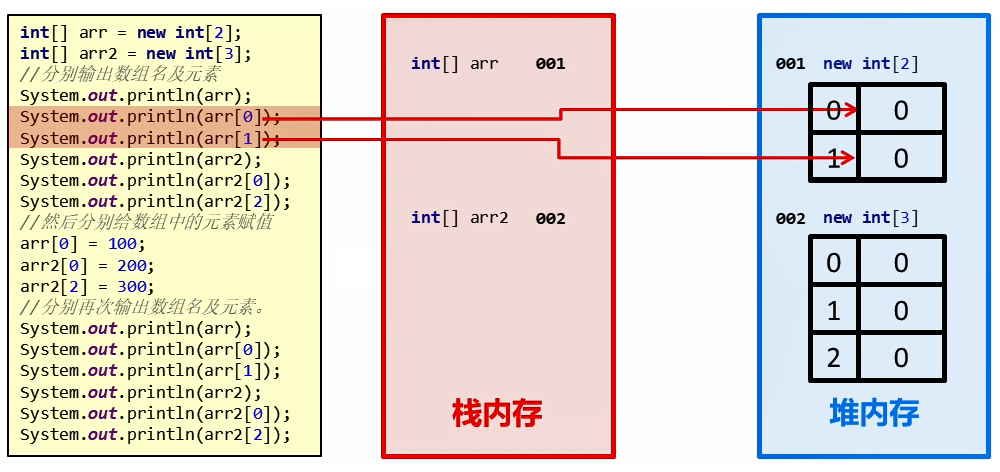 int[] arr = new int[2];
int[] arr2 = new int[3];
//分别输出数组名及元素
System.out.println(arr);
System.out.println(arr[0]);
System.out.println(arr[1]);
System.out.println(arr2);
System.out.println(arr2[0]);
System.out.println(arr2[2]);
//然后分别给数组中的元素赋值
arr[0] = 100;
arr2[0] = 200;
arr2[2] = 300;
//分别再次输出数组名及元素。
System.out.println(arr);
System.out.println(arr[0]);
System.out.println(arr[1]);
System.out.println(arr2);
System.out.println(arr2[0]);
System.out.println(arr2[2]);
int[] arr 001
int[] arr2 002
栈内存
001 new int[2]
0 0
1 0
002 new int[3]
0 0
1 0
2 0
堆内存